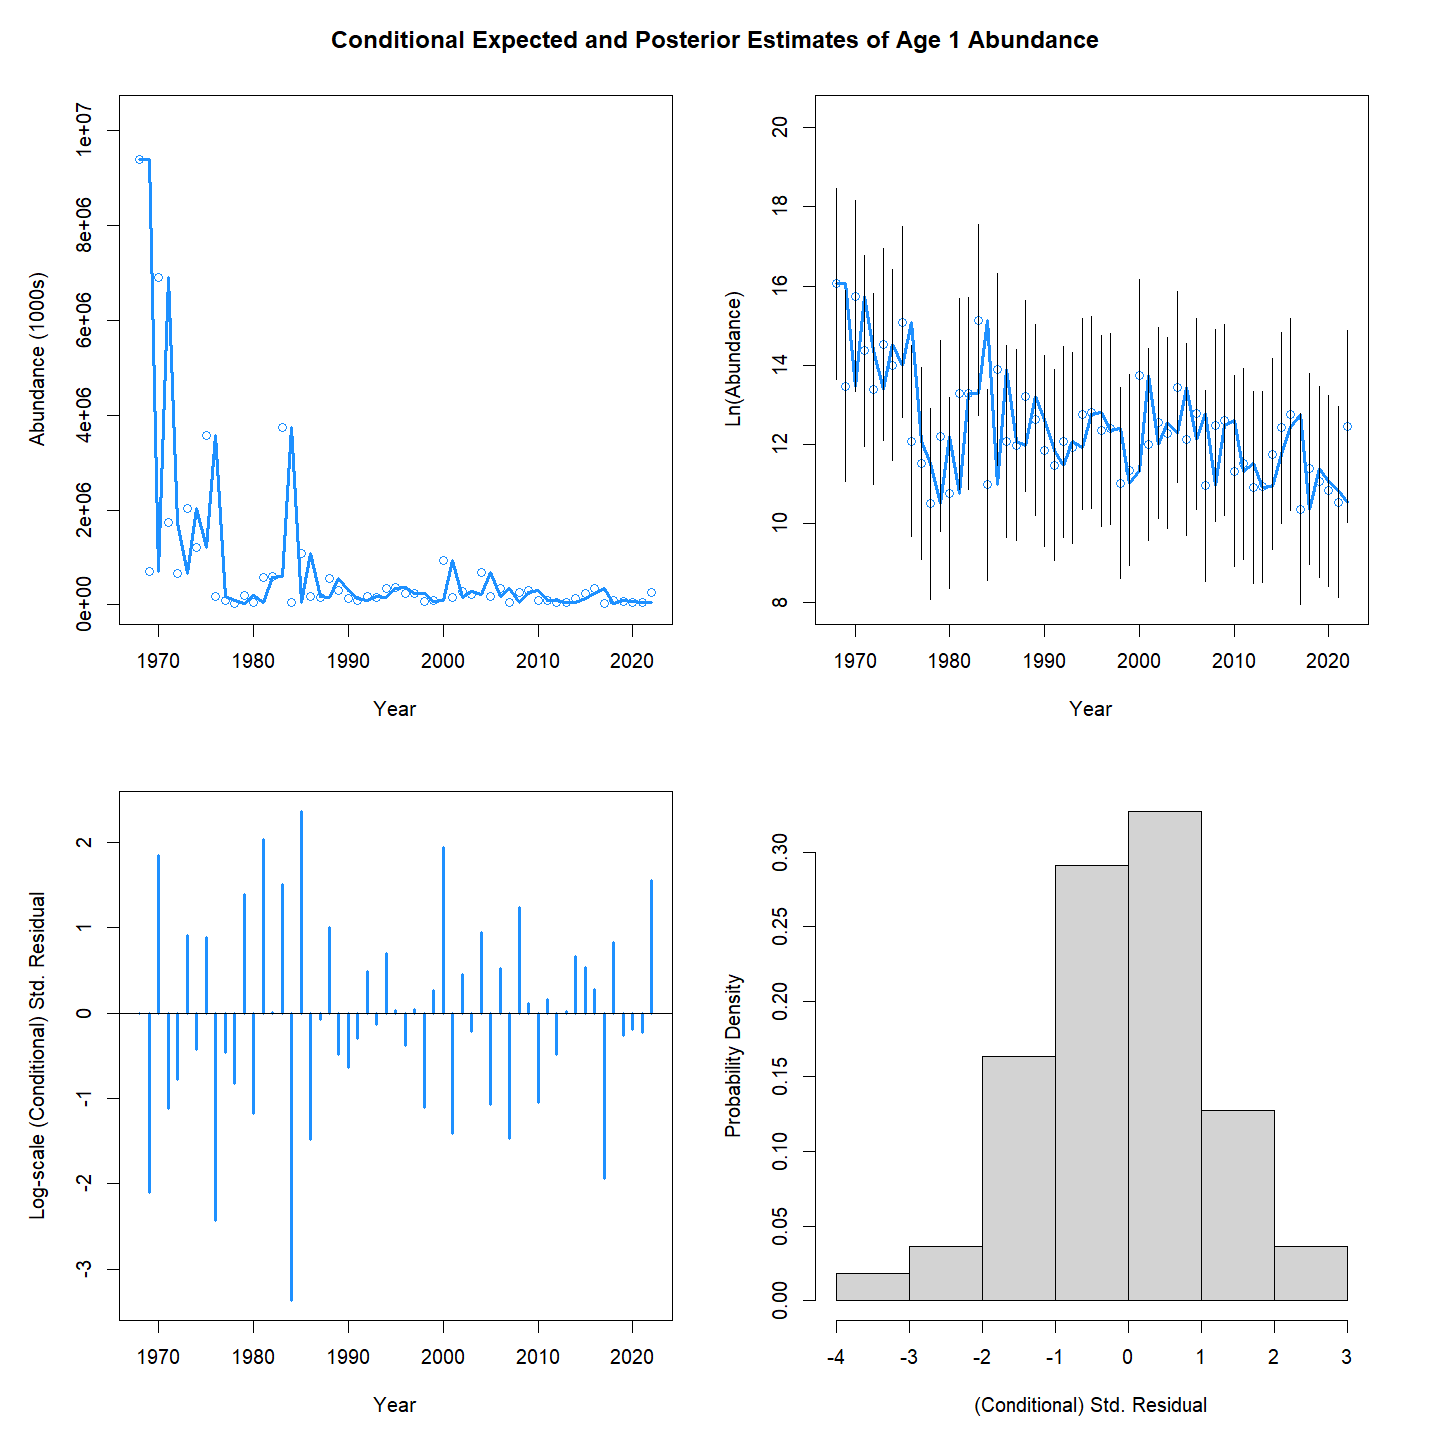 Conditional Expected and Posterior Estimates of Age 1 Abundance
Abundance (1000s)
0e+00 2e+06 4e+06 6e+06 8e+06 1e+07
1970 1980 1990 2000 2010 2020
Year
Ln(Abundance)
8 10 12 14 16 18 20
1970 1980 1990 2000 2010 2020
Year
Log-scale (Conditional) Std. Residual
-3 -2 -1 0 1 2
1970 1980 1990 2000 2010 2020
Year
Probability Density
0.00 0.05 0.10 0.15 0.20 0.25 0.30
-4 -3 -2 -1 0 1 2 3
(Conditional) Std. Residual